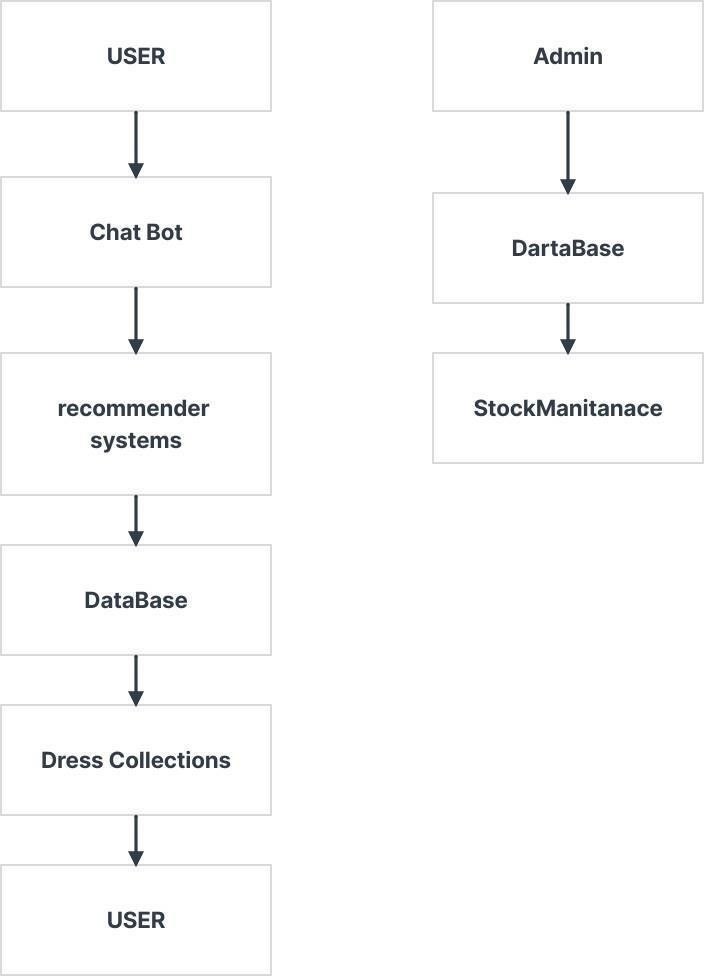 USER
Chat Bot
recommender
systems
DataBase
Dress Collections
USER
Admin
DartaBase
StockManitanace